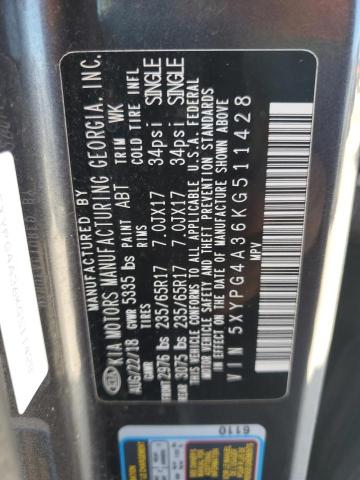 MANUFACTURED BY
KIA MOTORS MANUFACTURING GEORGIA, INC.
AUG/22/18 GVWR 5335 lbs PAINT ABT TRIM WK
GAWR TIRES RIMS COLD TIRE INFL
FRONT 2976 lbs 235/65R17 7.0JX17 34psi SINGLE
REAR 3075 lbs 235/65R17 7.0JX17 34psi SINGLE
THIS VEHICLE CONFORMS TO ALL APPLICABLE U.S.A. FEDERAL
MOTOR VEHICLE SAFETY, BUMPER, AND THEFT PREVENTION STANDARDS
IN EFFECT ON THE DATE OF MANUFACTURE SHOWN ABOVE.
VIN 5XYPG4A36KG511428
MPV
6110